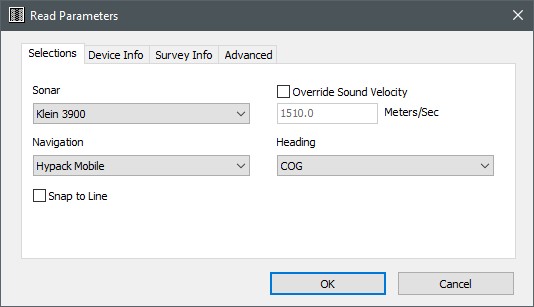 Read Parameters
Selections Device Info Survey Info Advanced
Sonar
Klein 3900
Override Sound Velocity
1510.0 Meters/Sec
Navigation
Hypack Mobile
Heading
COG
Snap to Line
OK Cancel